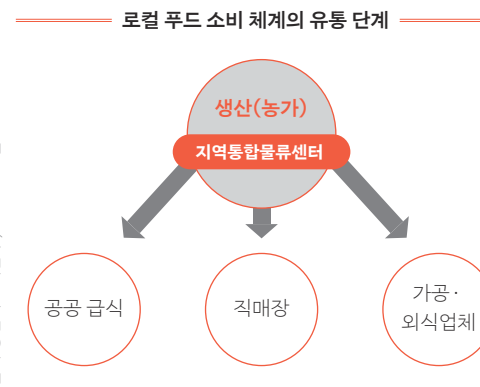 로컬 푸드 소비 체계의 유통 단계
생산(농가)
지역통합물류센터
공공 급식
직매장
가공·
외식업체